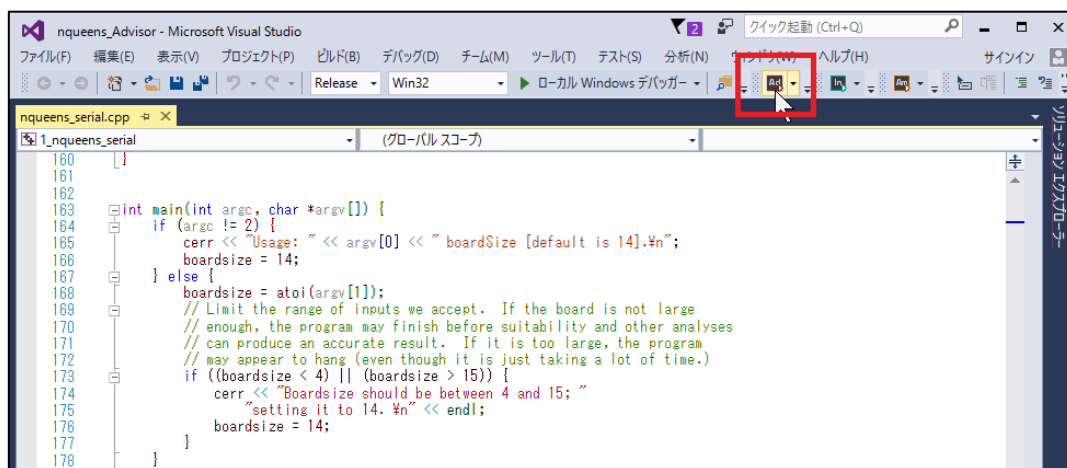 nqueens_Advisor - Microsoft Visual Studio
2
クイック起動 (Ctrl+Q)
ファイル(F) 編集(E) 表示(V) プロジェクト(P) ビルド(B) デバッグ(D) チーム(M) ツール(T) テスト(S) 分析(N) ウィンドウ(W) ヘルプ(H) サインイン
Release Win32 ローカル Windows デバッガー Ad In Am
nqueens_serial.cpp
1_nqueens_serial (グローバル スコープ)
ソリューション エクスプローラー
160 }
161
162
163 int main(int argc, char *argv[]) {
164 if (argc != 2) {
165 cerr << "Usage: " << argv[0] << " boardSize [default is 14].¥n";
166 boardsize = 14;
167 } else {
168 boardsize = atoi(argv[1]);
169 // Limit the range of inputs we accept.  If the board is not large
170 // enough, the program may finish before suitability and other analyses
171 // can produce an accurate result.  If it is too large, the program
172 // may appear to hang (even though it is just taking a lot of time.)
173 if ((boardsize < 4) || (boardsize > 15)) {
174 cerr << "Boardsize should be between 4 and 15; "
175 "setting it to 14. ¥n" << endl;
176 boardsize = 14;
177 }
178 }